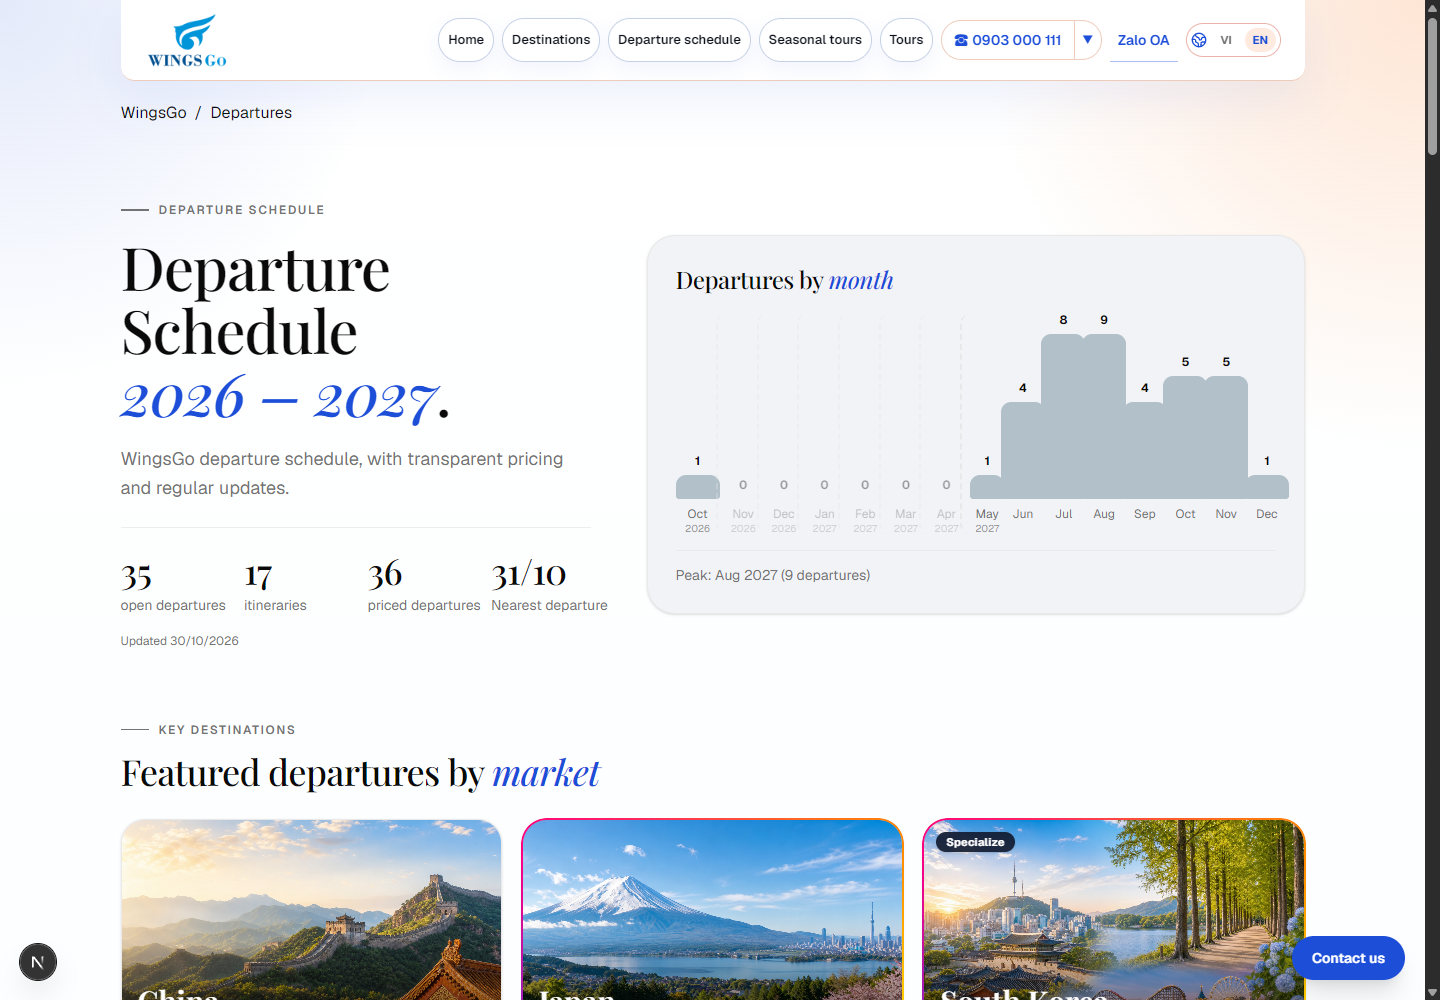 WINGS GO
Home
Destinations
Departure schedule
Seasonal tours
Tours
☎ 0903 000 111
▼
Zalo OA
VI
EN
WingsGo / Departures
DEPARTURE SCHEDULE
Departure
Schedule
2026 – 2027.
WingsGo departure schedule, with transparent pricing
and regular updates.
35
open departures
17
itineraries
36
priced departures
31/10
Nearest departure
Updated 30/10/2026
Departures by month
1
0
0
0
0
0
0
1
4
8
9
4
5
5
1
Oct
2026
Nov
2026
Dec
2026
Jan
2027
Feb
2027
Mar
2027
Apr
2027
May
2027
Jun
Jul
Aug
Sep
Oct
Nov
Dec
Peak: Aug 2027 (9 departures)
KEY DESTINATIONS
Featured departures by market
China
Japan
Specialize
South Korea
N
Contact us